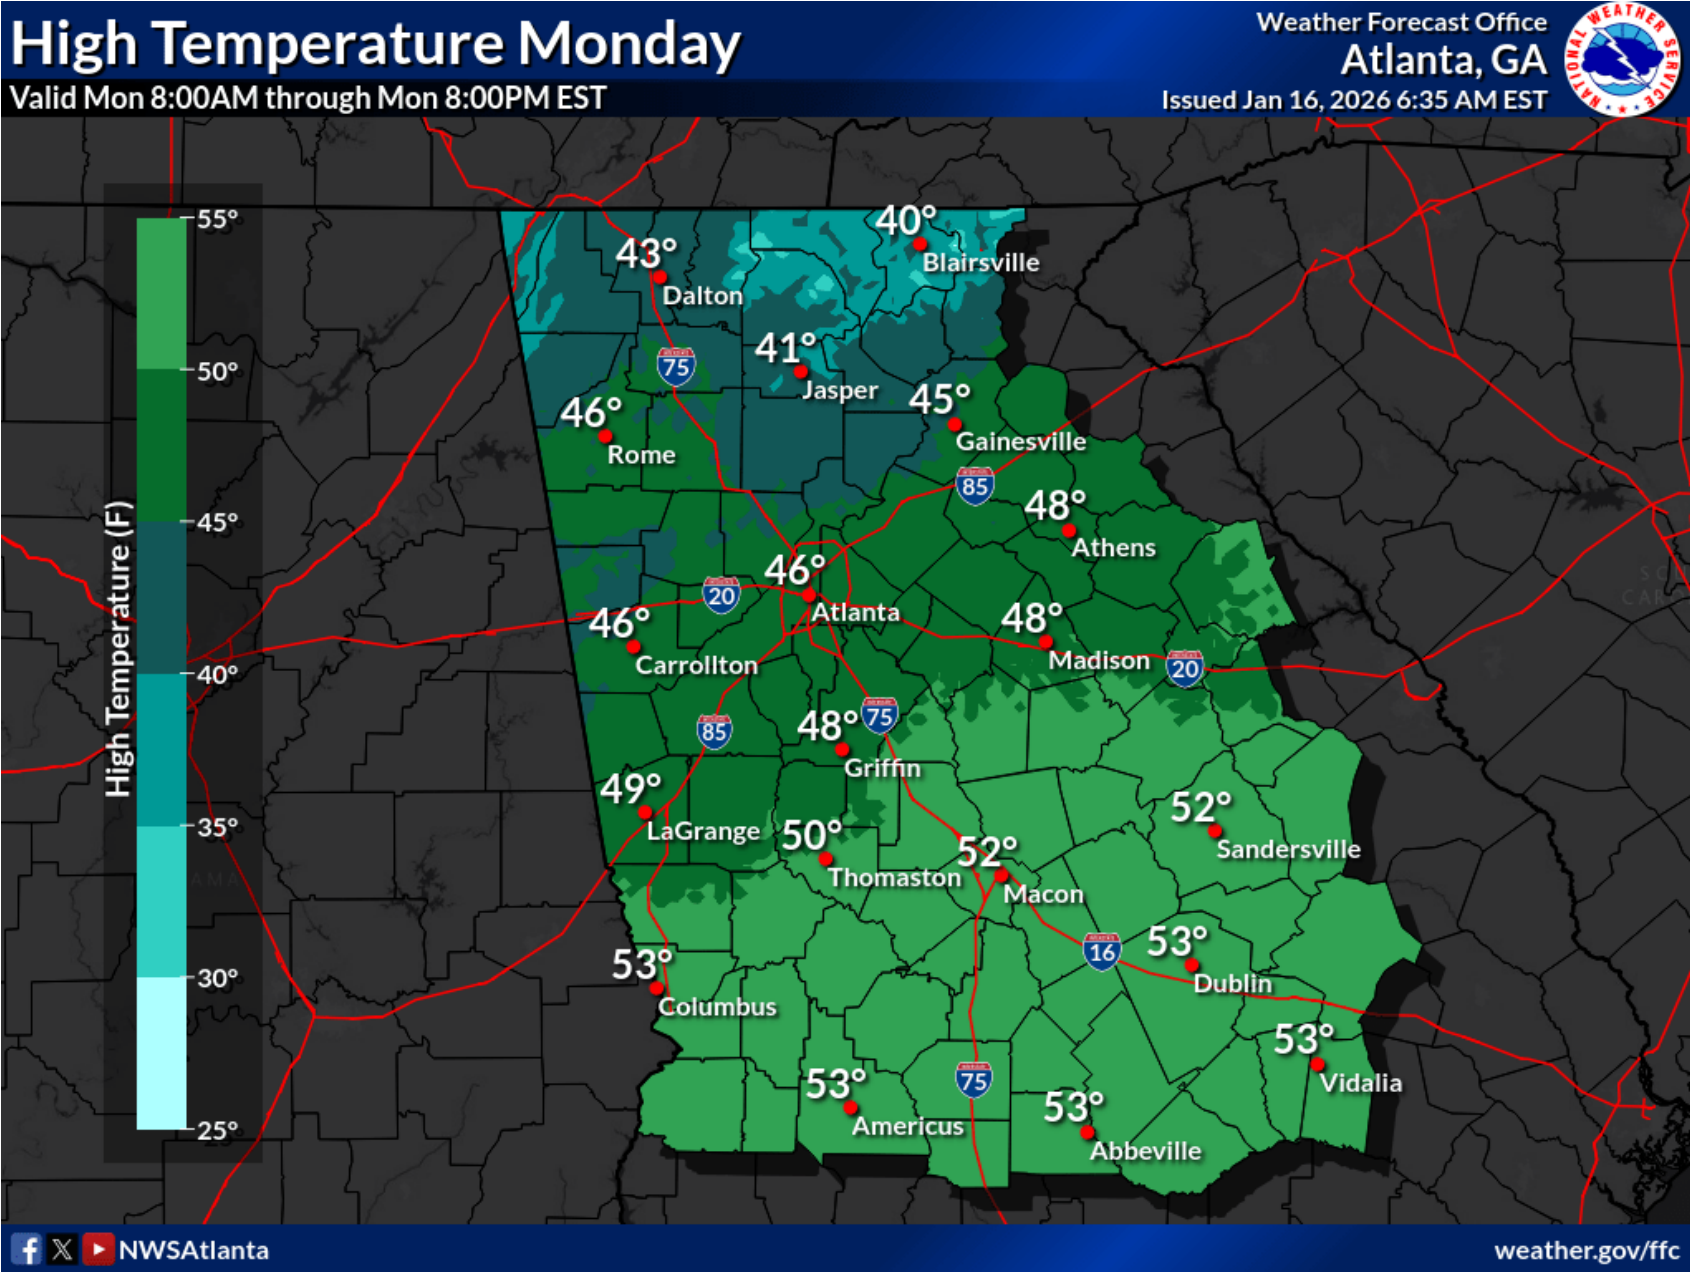 High Temperature Monday
Valid Mon 8:00AM through Mon 8:00PM EST
Weather Forecast Office
Atlanta, GA
Issued Jan 16, 2026 6:35 AM EST
NATIONAL WEATHER SERVICE
High Temperature (F)
55°
50°
45°
40°
35°
30°
25°
40°
Blairsville
43°
Dalton
41°
Jasper
75
46°
Rome
45°
Gainesville
85
48°
Athens
46°
Atlanta
20
46°
Carrollton
48°
Madison
20
85
75
48°
Griffin
49°
LaGrange
50°
Thomaston
52°
Macon
52°
Sandersville
16
53°
Dublin
53°
Columbus
53°
Vidalia
75
53°
Americus
53°
Abbeville
NWSAtlanta
weather.gov/ffc